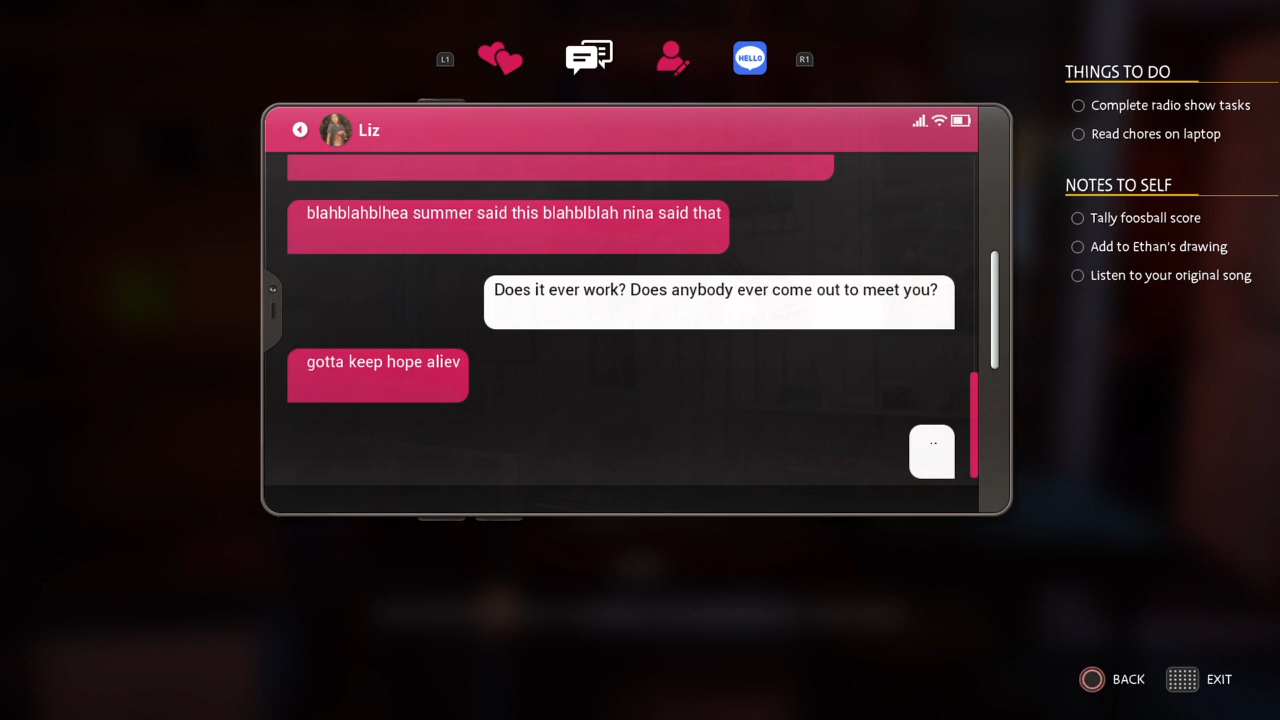 L1
HELLO
R1
Liz
blahblahblhea summer said this blahblblah nina said that
Does it ever work? Does anybody ever come out to meet you?
gotta keep hope aliev
..
THINGS TO DO
Complete radio show tasks
Read chores on laptop
NOTES TO SELF
Tally foosball score
Add to Ethan's drawing
Listen to your original song
BACK
EXIT